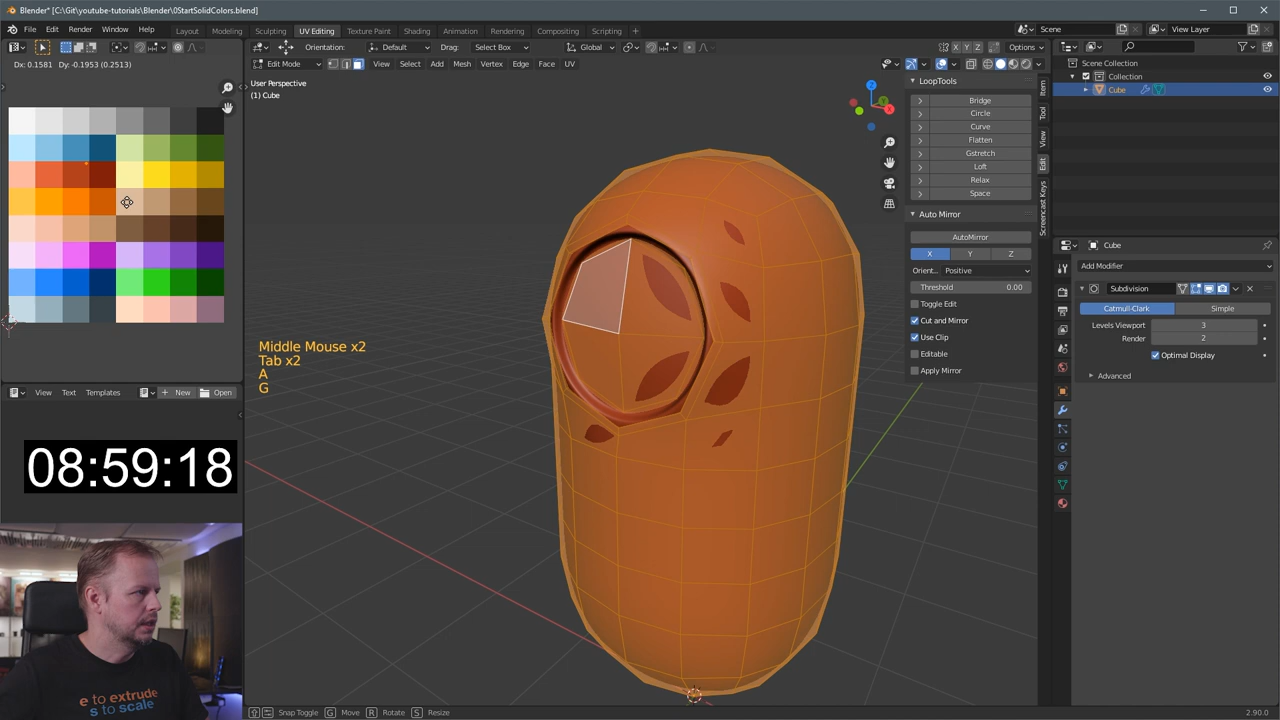 Blender* [C:\Git\youtube-tutorials\Blender\0StartSolidColors.blend]
File Edit Render Window Help
Layout Modeling Sculpting UV Editing Texture Paint Shading Animation Rendering Compositing Scripting +
Scene View Layer
Orientation: Default Drag: Select Box Global X Y Z Options
Edit Mode View Select Add Mesh Vertex Edge Face UV
Dx: 0.1581 Dy: -0.1953 (0.2513)
User Perspective
(1) Cube
Scene Collection
Collection
Cube
LoopTools
Bridge
Circle
Curve
Flatten
Gstretch
Loft
Relax
Space
Auto Mirror
AutoMirror
X Y Z
Orient.. Positive
Threshold 0.00
Toggle Edit
Cut and Mirror
Use Clip
Editable
Apply Mirror
Item
Tool
View
Edit
Screencast Keys
Cube
Add Modifier
Subdivision
Catmull-Clark Simple
Levels Viewport 3
Render 2
Optimal Display
Advanced
Middle Mouse x2
Tab x2
A
G
View Text Templates + New Open
08:59:18
e to extrude
s to scale
Snap Toggle G Move R Rotate S Resize
2.90.0